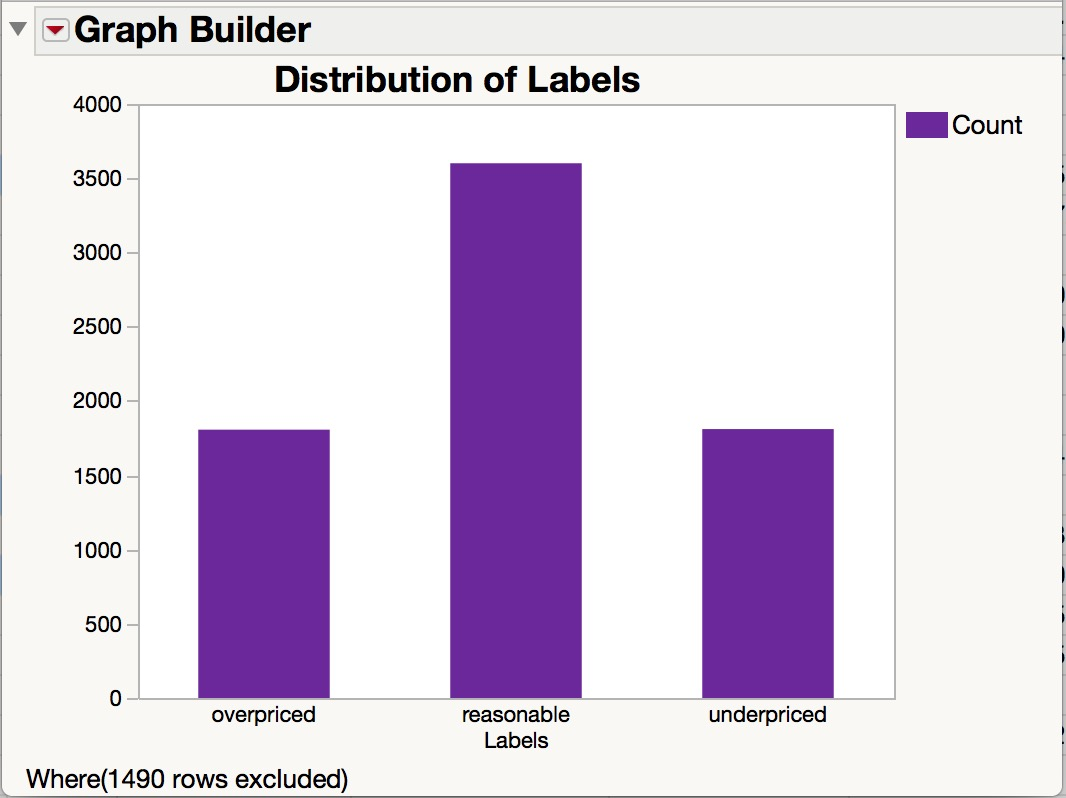 Graph Builder
Distribution of Labels
4000
3500
3000
2500
2000
1500
1000
500
0
Count
overpriced reasonable underpriced
Labels
Where(1490 rows excluded)